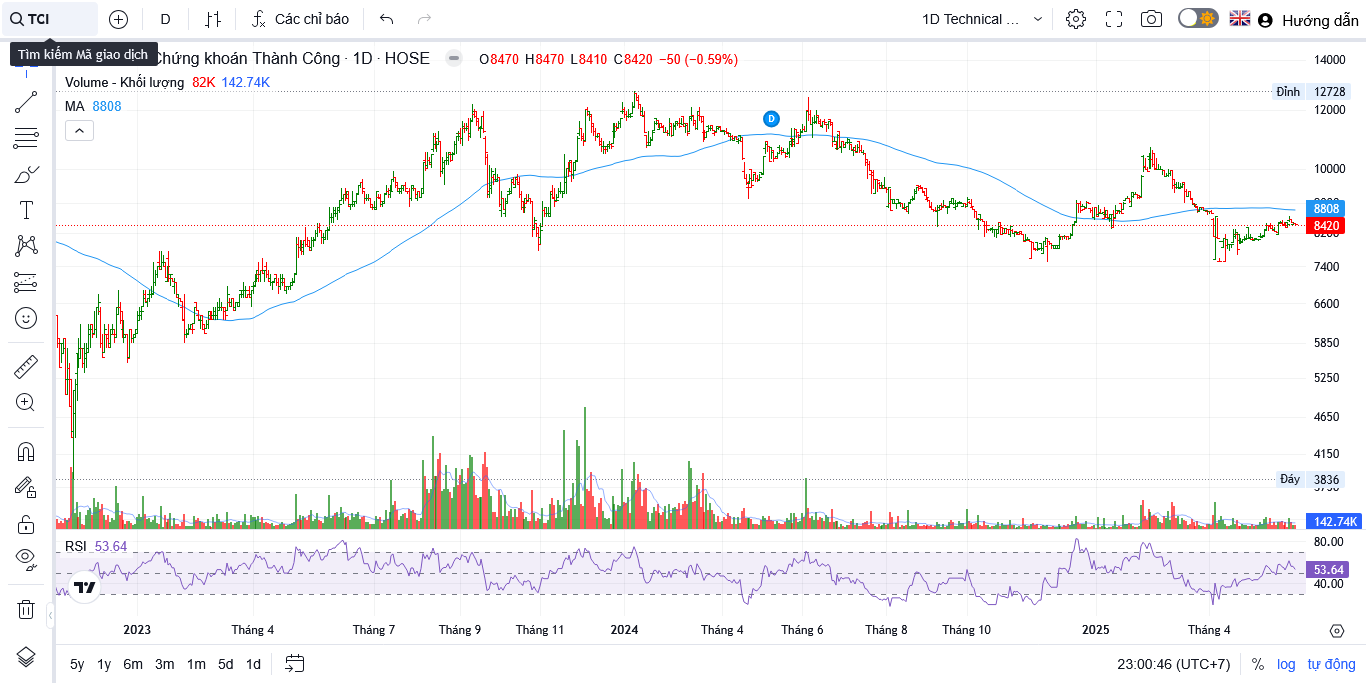 TCI
D
Các chỉ báo
1D Technical ...
Hướng dẫn
Tìm kiếm Mã giao dịch
Chứng khoán Thành Công · 1D · HOSE
O8470 H8470 L8410 C8420 −50 (−0.59%)
Volume - Khối lượng 82K 142.74K
MA 8808
D
14000
Đỉnh 12728
12000
10000
8808
8420
8200
7400
6600
5850
5250
4650
4150
Đáy 3836
3750
142.74K
RSI 53.64
80.00
53.64
40.00
2023 Tháng 4 Tháng 7 Tháng 9 Tháng 11 2024 Tháng 4 Tháng 6 Tháng 8 Tháng 10 2025 Tháng 4
5y 1y 6m 3m 1m 5d 1d
23:00:46 (UTC+7) % log tự động